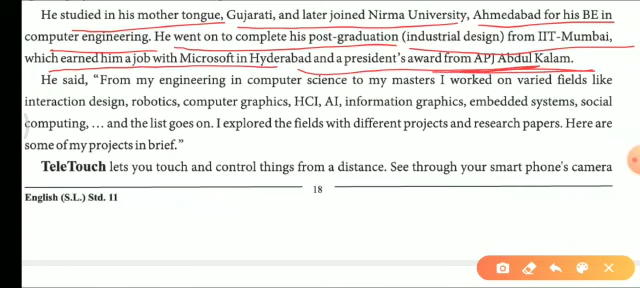 He studied in his mother tongue, Gujarati, and later joined Nirma University, Ahmedabad for his BE in
computer engineering. He went on to complete his post-graduation (industrial design) from IIT-Mumbai,
which earned him a job with Microsoft in Hyderabad and a president's award from APJ Abdul Kalam.
He said, “From my engineering in computer science to my masters I worked on varied fields like
interaction design, robotics, computer graphics, HCI, AI, information graphics, embedded systems, social
computing, … and the list goes on. I explored the fields with different projects and research papers. Here are
some of my projects in brief.”
TeleTouch lets you touch and control things from a distance. See through your smart phone's camera
18
English (S.L.) Std. 11